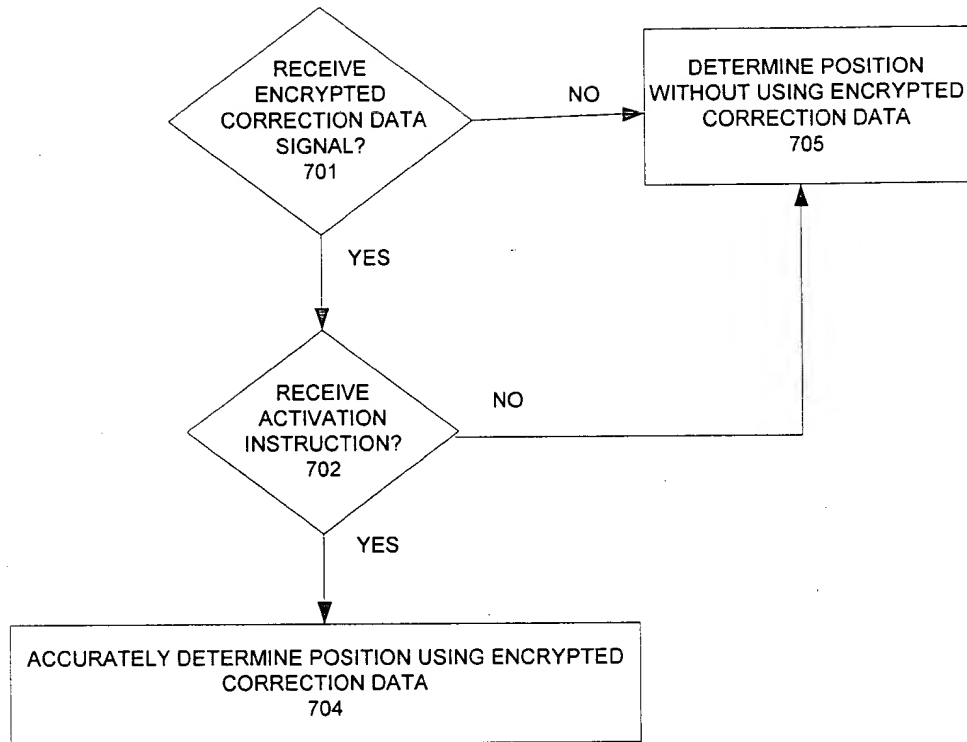 RECEIVE
ENCRYPTED
CORRECTION DATA
SIGNAL?
701
NO
DETERMINE POSITION
WITHOUT USING ENCRYPTED
CORRECTION DATA
705
YES
RECEIVE
ACTIVATION
INSTRUCTION?
702
NO
YES
ACCURATELY DETERMINE POSITION USING ENCRYPTED
CORRECTION DATA
704